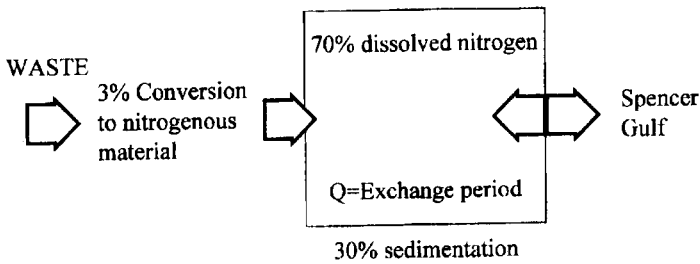 70% dissolved nitrogen
WASTE
3% Conversion
to nitrogenous
material
Spencer
Gulf
Q=Exchange period
30% sedimentation